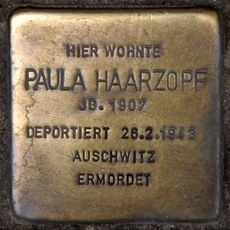 HIER WOHNTE
PAULA HAARZOPF
JG. 1907
DEPORTIERT 26.2.1943
AUSCHWITZ
ERMORDET